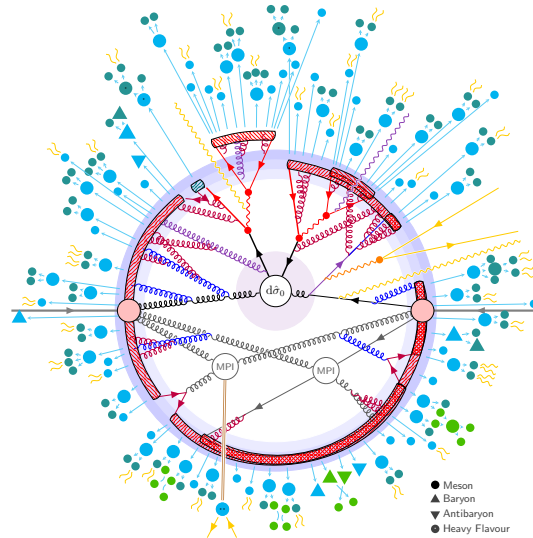 dσ̂₀
MPI
MPI
Meson
Baryon
Antibaryon
Heavy Flavour